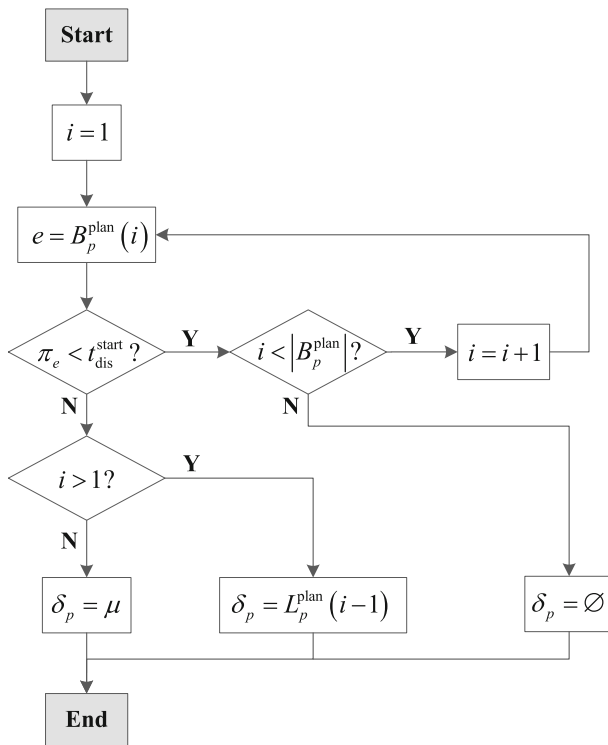 Start
i = 1
e = B_p^plan (i)
π_e < t_dis^start ?
Y
i < |B_p^plan| ?
Y
i = i+1
N
N
i > 1?
Y
N
δ_p = μ
δ_p = L_p^plan (i−1)
δ_p = ∅
End